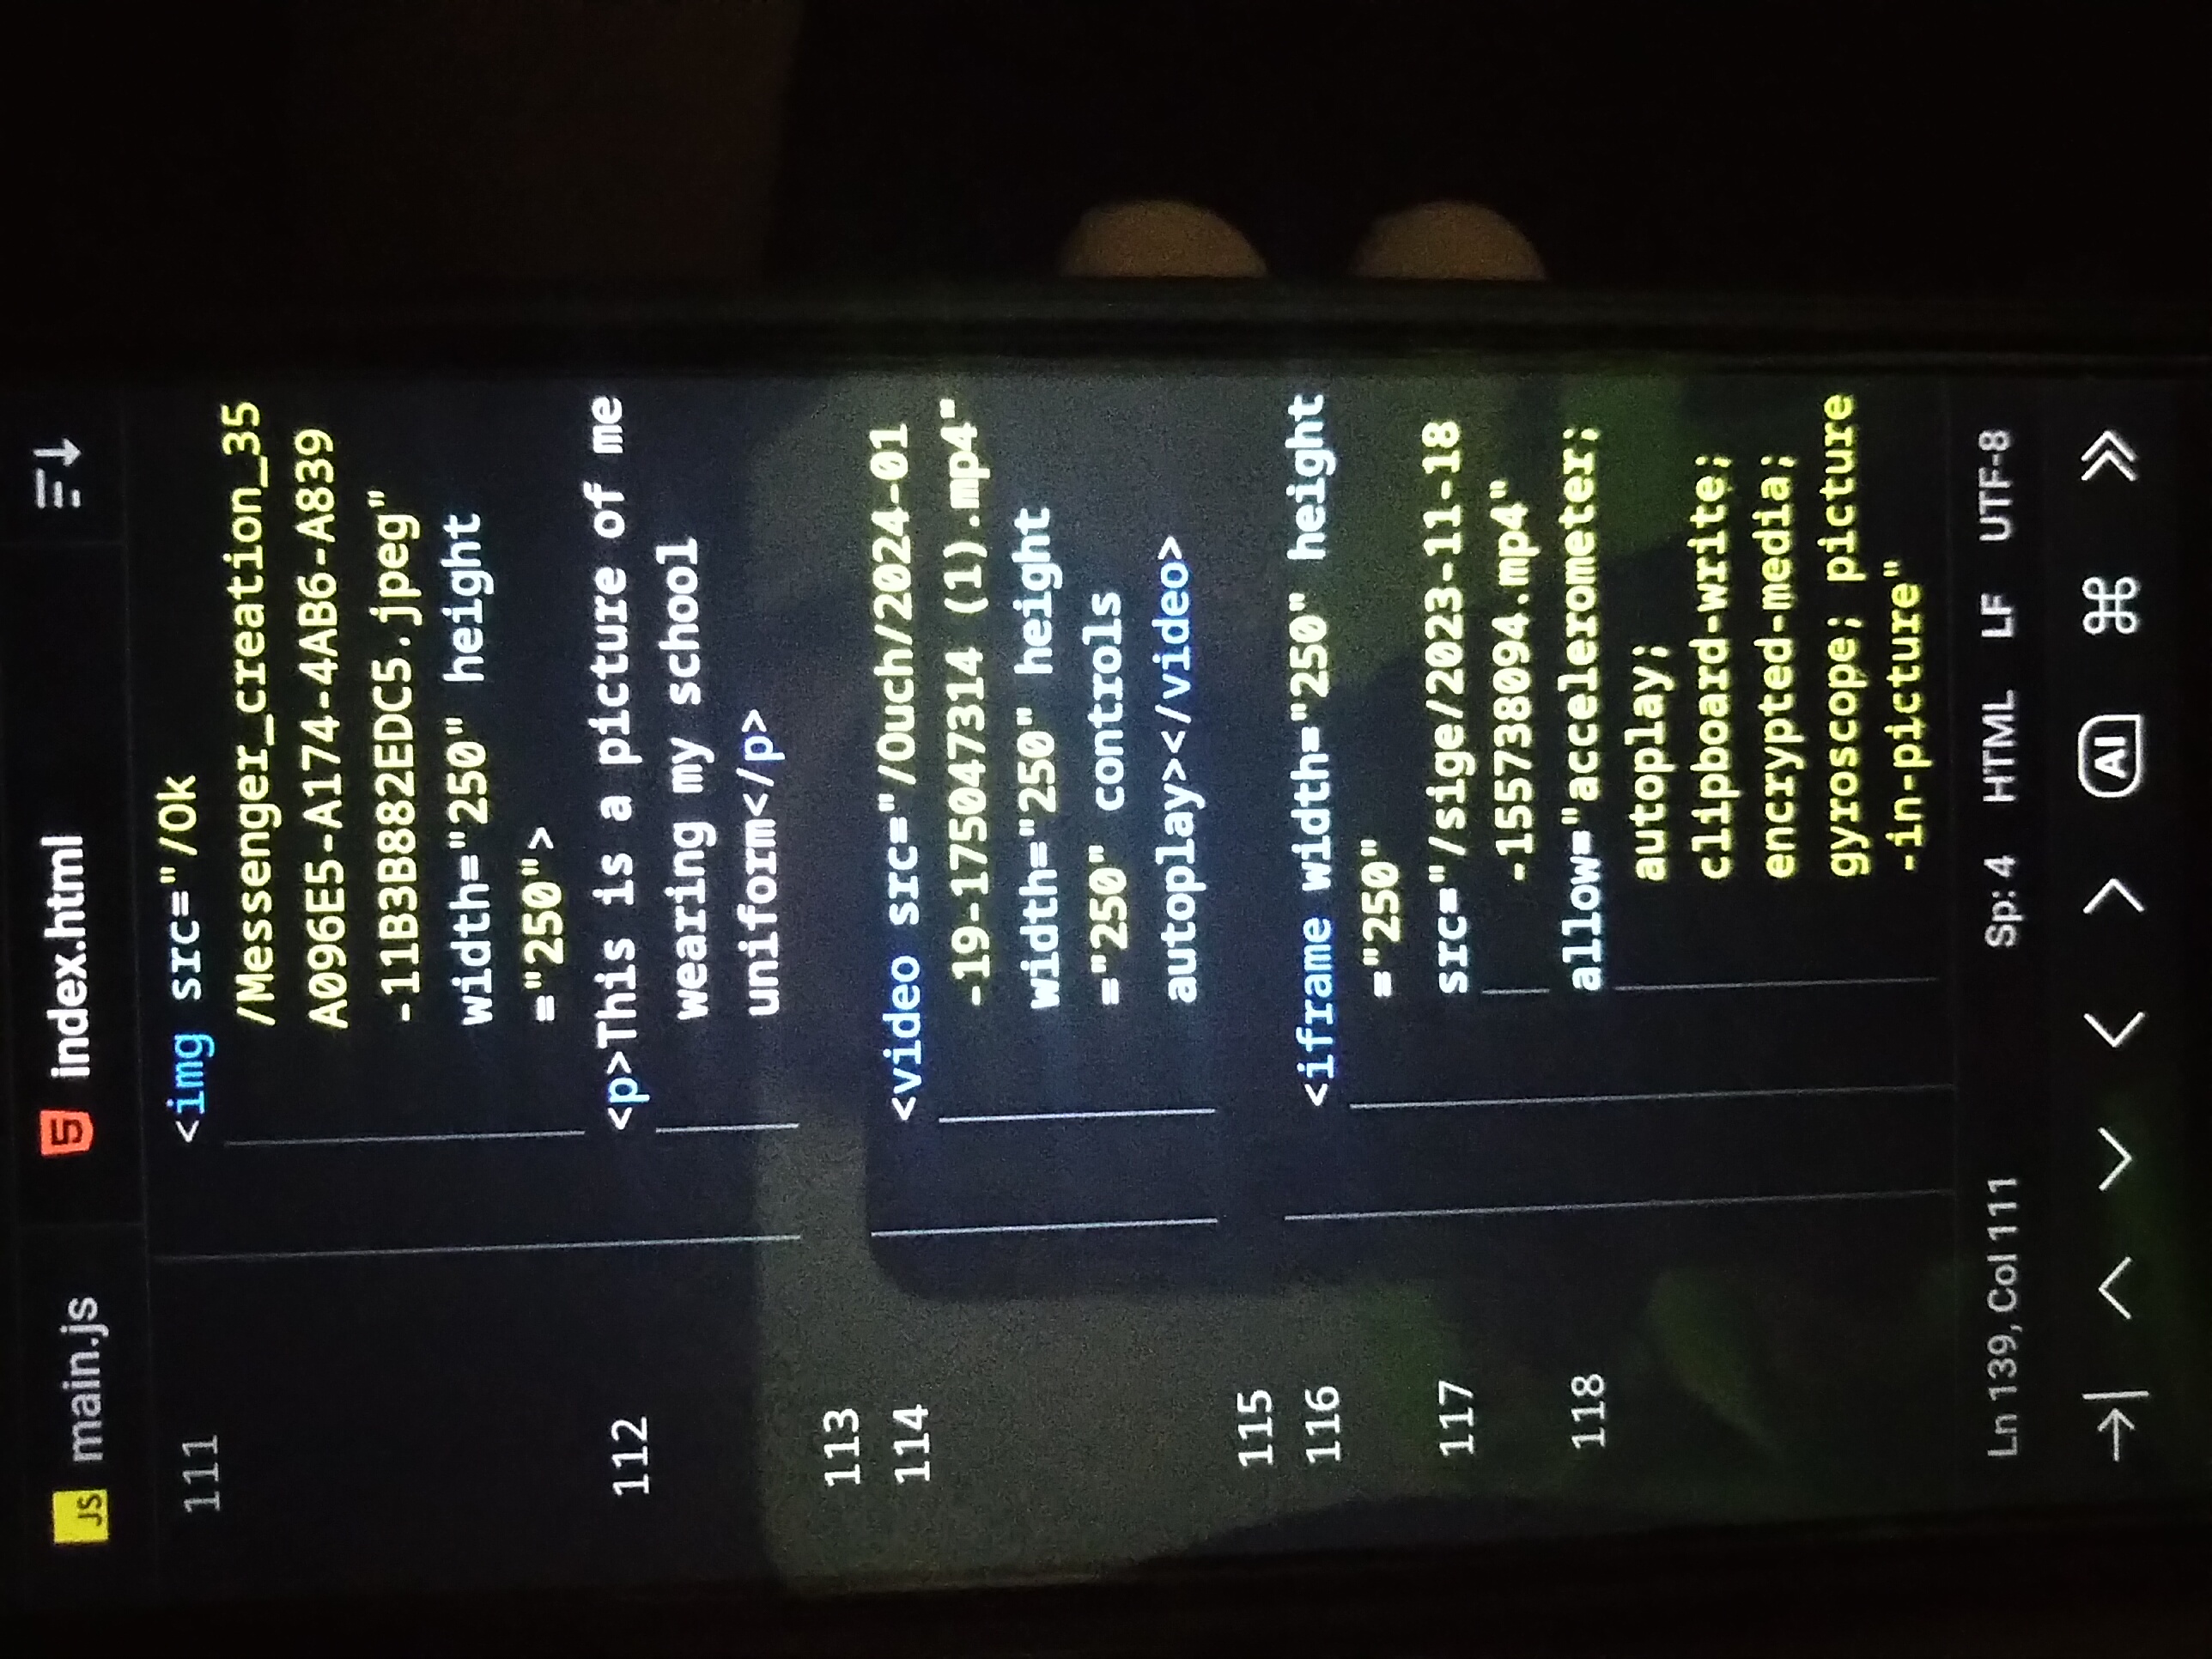 JS main.js
5 index.html
111 <img src="/Ok
/Messenger_creation_35
A096E5-A174-4AB6-A839
-11B3B882EDC5.jpeg"
width="250" height
="250">
112 <p>This is a picture of me
wearing my school
uniform</p>
113
114 <video src="/Ouch/2024-01
-19-175047314 (1).mp4"
width="250" height
="250" controls
autoplay></video>
115
116 <iframe width="250" height
="250"
117 src="/sige/2023-11-18
-155738094.mp4"
118 allow="accelerometer;
autoplay;
clipboard-write;
encrypted-media;
gyroscope; picture
-in-picture"
Ln 139, Col 111 Sp: 4 HTML LF UTF-8
AI